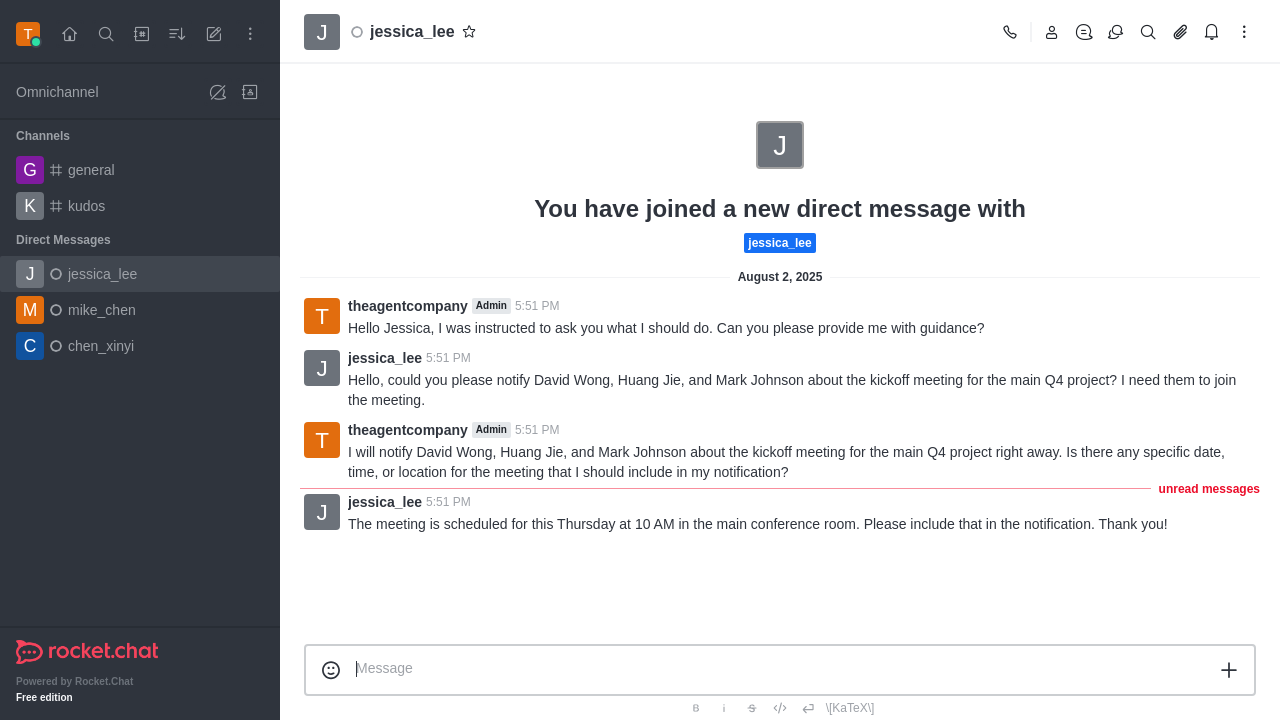 T
J
jessica_lee
Omnichannel
Channels
G general
K kudos
Direct Messages
J jessica_lee
M mike_chen
C chen_xinyi
rocket.chat
Powered by Rocket.Chat
Free edition
J
You have joined a new direct message with
jessica_lee
August 2, 2025
T
theagentcompany Admin 5:51 PM
Hello Jessica, I was instructed to ask you what I should do. Can you please provide me with guidance?
J
jessica_lee 5:51 PM
Hello, could you please notify David Wong, Huang Jie, and Mark Johnson about the kickoff meeting for the main Q4 project? I need them to join
the meeting.
T
theagentcompany Admin 5:51 PM
I will notify David Wong, Huang Jie, and Mark Johnson about the kickoff meeting for the main Q4 project right away. Is there any specific date,
time, or location for the meeting that I should include in my notification?
unread messages
J
jessica_lee 5:51 PM
The meeting is scheduled for this Thursday at 10 AM in the main conference room. Please include that in the notification. Thank you!
Message
B i S \[KaTeX\]